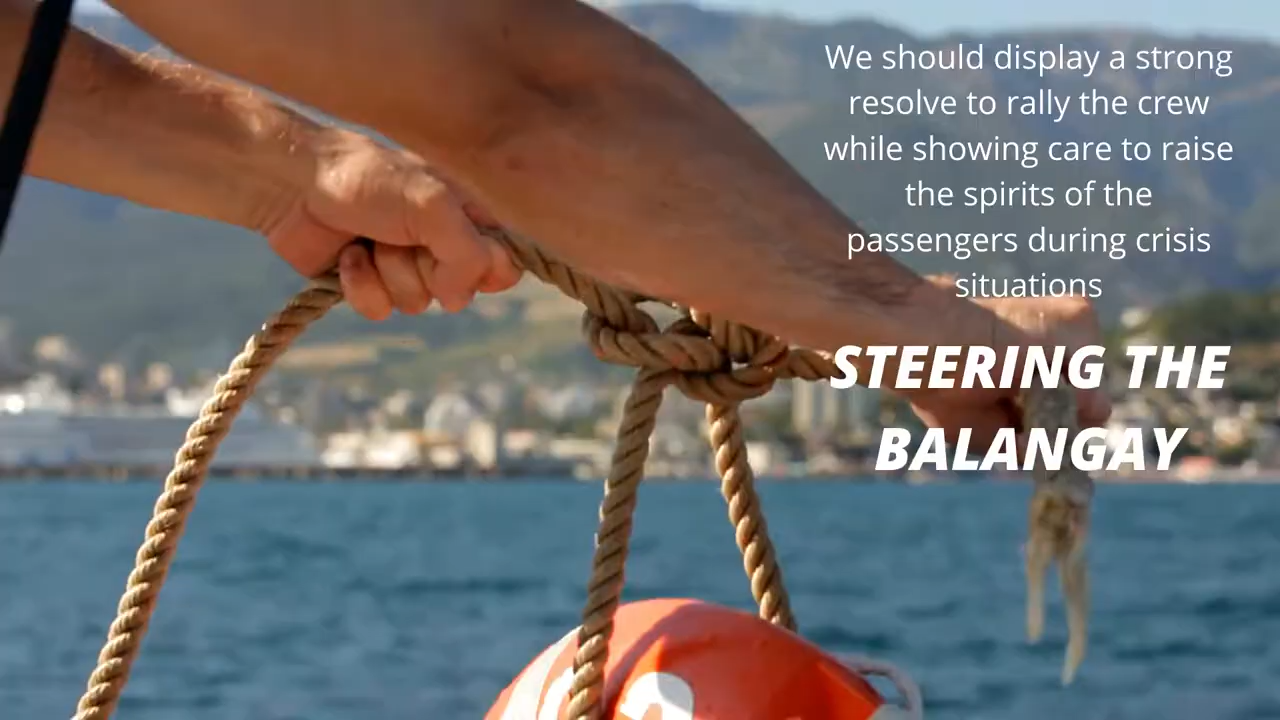 We should display a strong
resolve to rally the crew
while showing care to raise
the spirits of the
passengers during crisis
situations
STEERING THE
BALANGAY